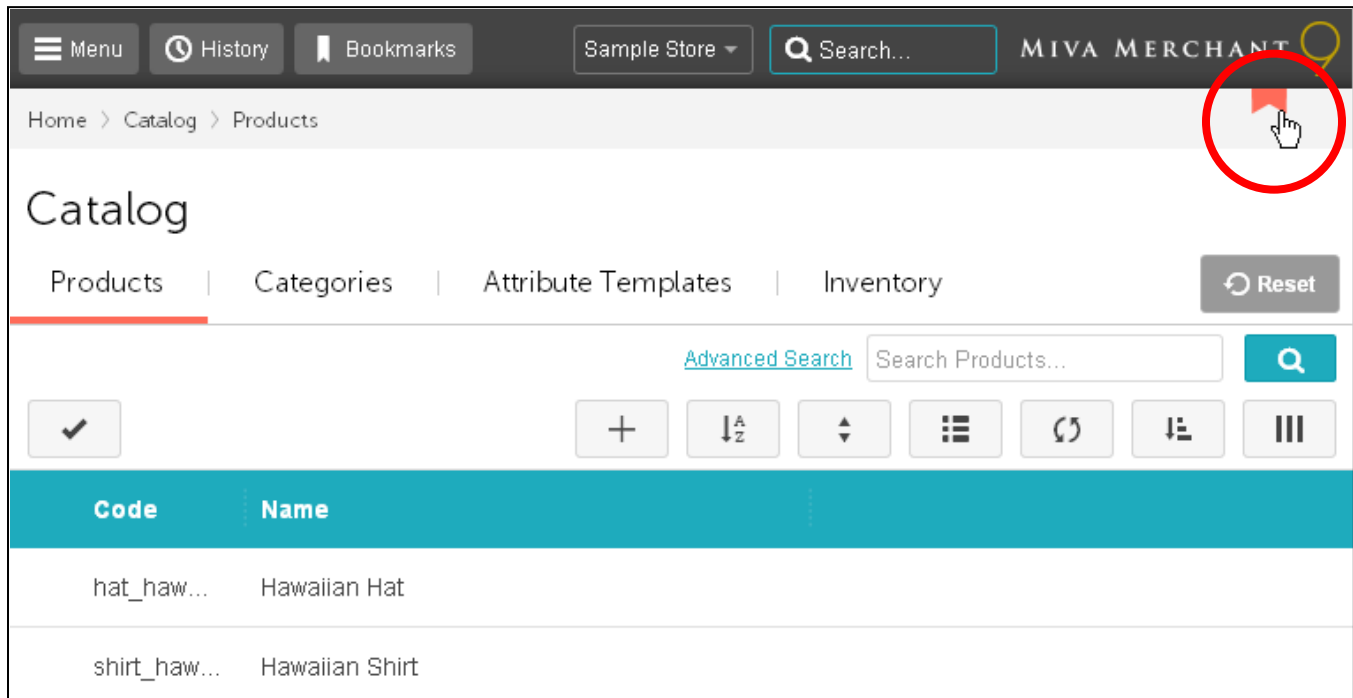 Menu History Bookmarks Sample Store Search... MIVA MERCHANT 9
Home > Catalog > Products
Catalog
Products | Categories | Attribute Templates | Inventory Reset
Advanced Search Search Products...
Code Name
hat_haw... Hawaiian Hat
shirt_haw... Hawaiian Shirt